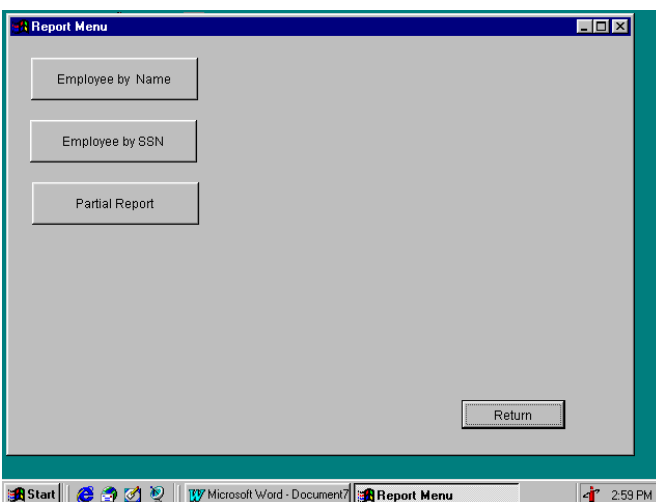 Report Menu
Employee by Name
Employee by SSN
Partial Report
Return
Start
Microsoft Word - Document7
Report Menu
2:59 PM